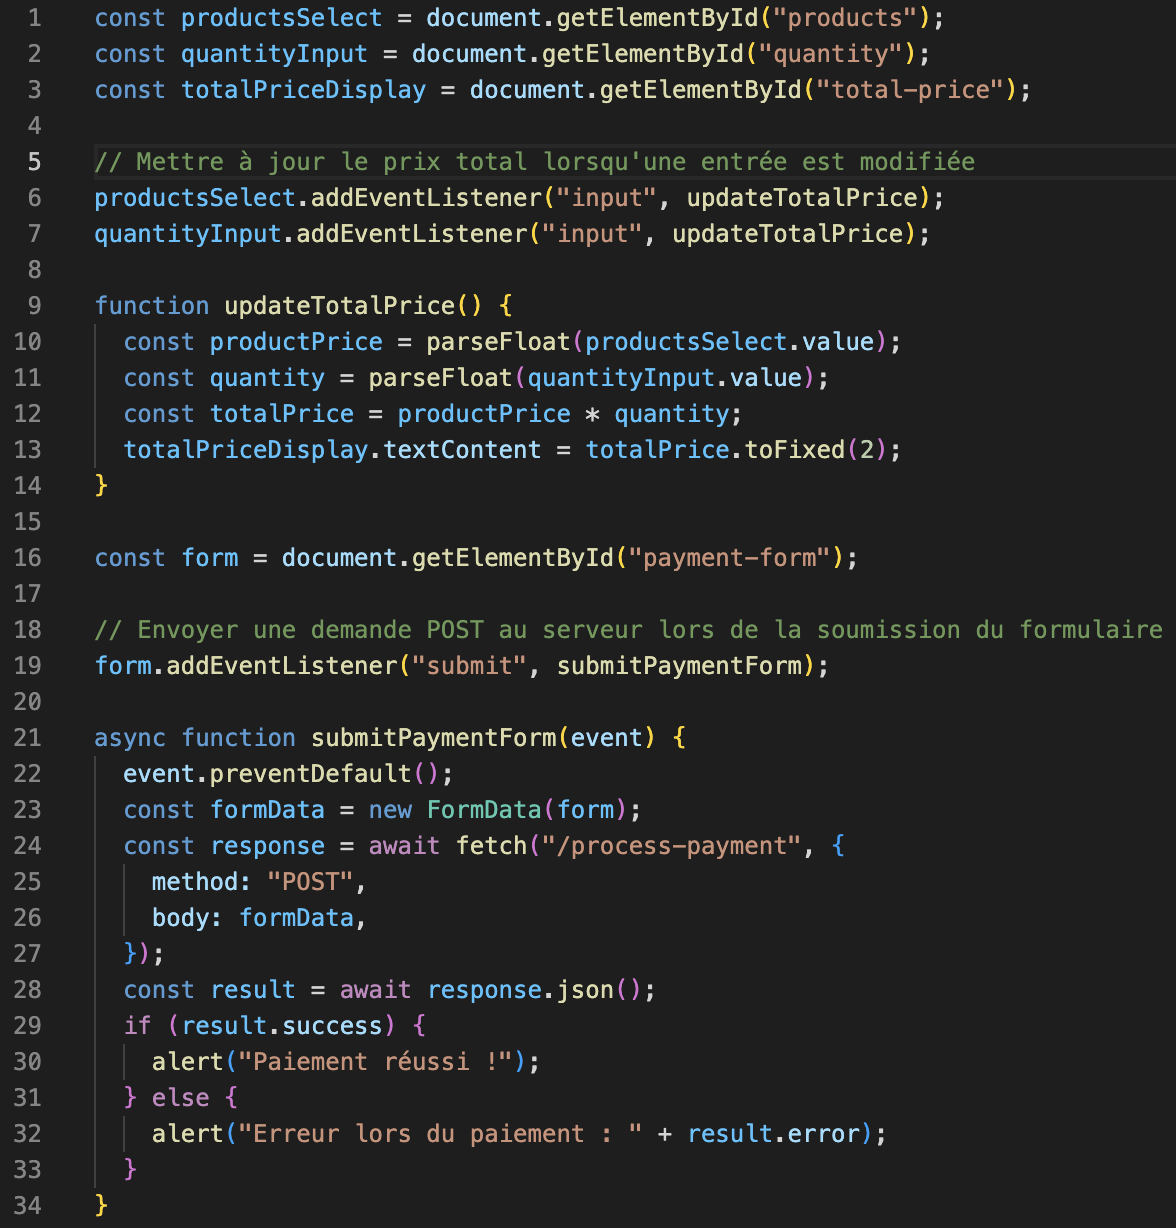 1 const productsSelect = document.getElementById("products");
2 const quantityInput = document.getElementById("quantity");
3 const totalPriceDisplay = document.getElementById("total-price");
4
5 // Mettre à jour le prix total lorsqu'une entrée est modifiée
6 productsSelect.addEventListener("input", updateTotalPrice);
7 quantityInput.addEventListener("input", updateTotalPrice);
8
9 function updateTotalPrice() {
10   const productPrice = parseFloat(productsSelect.value);
11   const quantity = parseFloat(quantityInput.value);
12   const totalPrice = productPrice * quantity;
13   totalPriceDisplay.textContent = totalPrice.toFixed(2);
14 }
15
16 const form = document.getElementById("payment-form");
17
18 // Envoyer une demande POST au serveur lors de la soumission du formulaire
19 form.addEventListener("submit", submitPaymentForm);
20
21 async function submitPaymentForm(event) {
22   event.preventDefault();
23   const formData = new FormData(form);
24   const response = await fetch("/process-payment", {
25     method: "POST",
26     body: formData,
27   });
28   const result = await response.json();
29   if (result.success) {
30     alert("Paiement réussi !");
31   } else {
32     alert("Erreur lors du paiement : " + result.error);
33   }
34 }